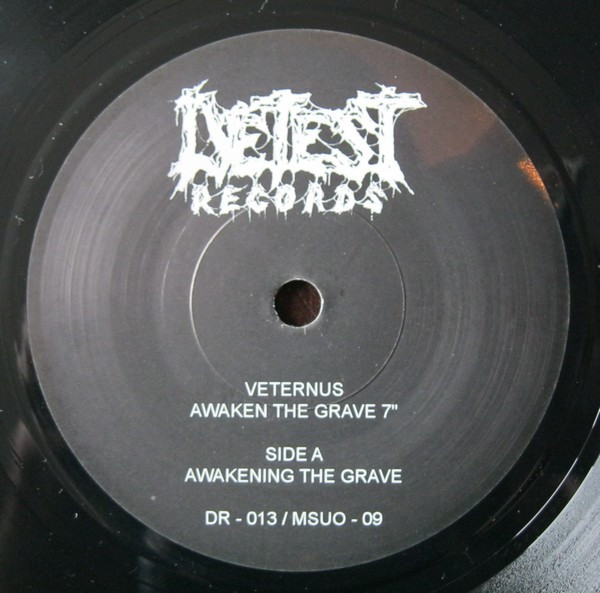 DETEST
RECORDS
VETERNUS
AWAKEN THE GRAVE 7"
SIDE A
AWAKENING THE GRAVE
DR - 013 / MSUO - 09